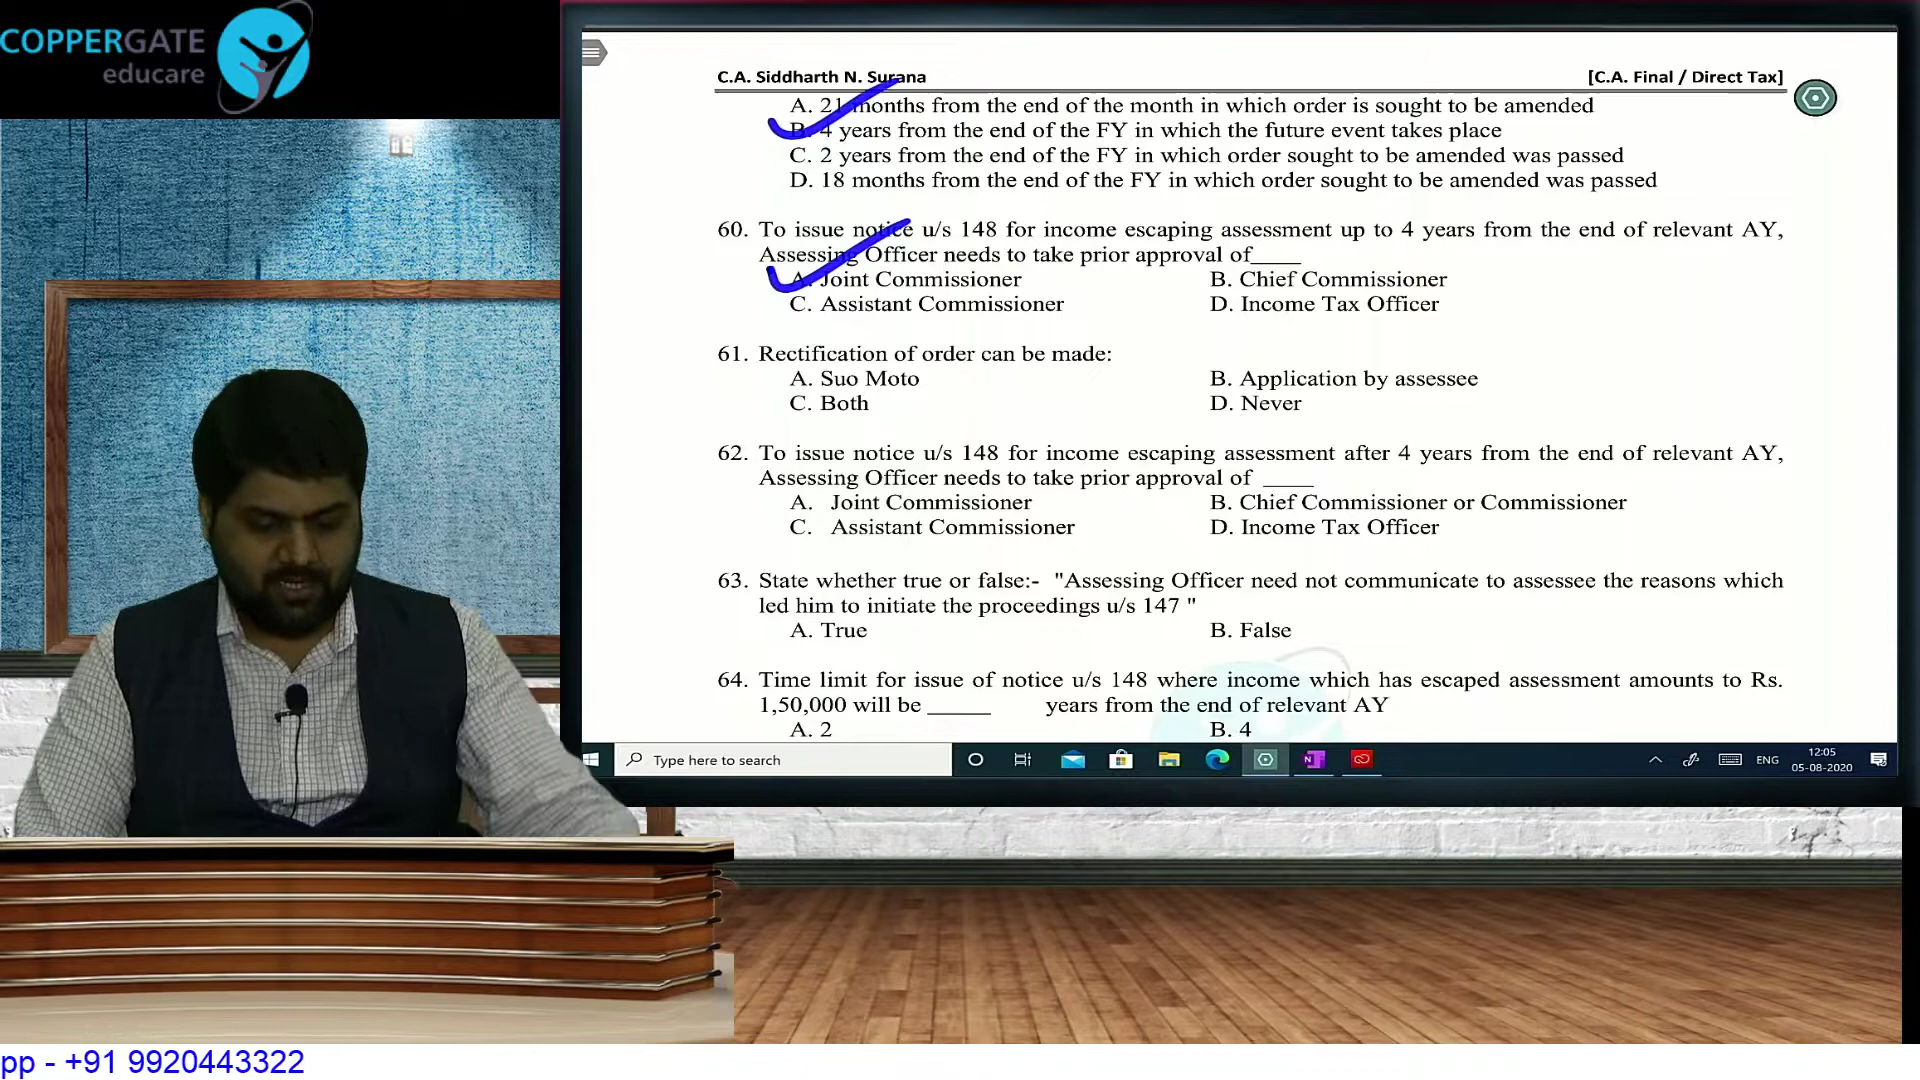 COPPERGATE
educare
C.A. Siddharth N. Surana [C.A. Final / Direct Tax]
A. 21 months from the end of the month in which order is sought to be amended
B. 4 years from the end of the FY in which the future event takes place
C. 2 years from the end of the FY in which order sought to be amended was passed
D. 18 months from the end of the FY in which order sought to be amended was passed
60. To issue notice u/s 148 for income escaping assessment up to 4 years from the end of relevant AY,
Assessing Officer needs to take prior approval of____
A. Joint Commissioner B. Chief Commissioner
C. Assistant Commissioner D. Income Tax Officer
61. Rectification of order can be made:
A. Suo Moto B. Application by assessee
C. Both D. Never
62. To issue notice u/s 148 for income escaping assessment after 4 years from the end of relevant AY,
Assessing Officer needs to take prior approval of ____
A. Joint Commissioner B. Chief Commissioner or Commissioner
C. Assistant Commissioner D. Income Tax Officer
63. State whether true or false:- "Assessing Officer need not communicate to assessee the reasons which
led him to initiate the proceedings u/s 147 "
A. True B. False
64. Time limit for issue of notice u/s 148 where income which has escaped assessment amounts to Rs.
1,50,000 will be _____ years from the end of relevant AY
A. 2 B. 4
Type here to search
ENG
12:05
05-08-2020
pp - +91 9920443322